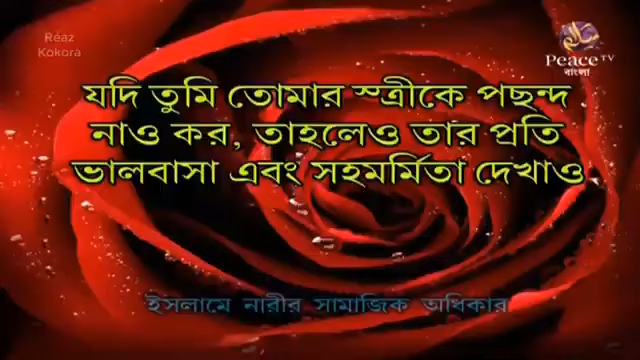 Réaz
Kokora
Peace TV
বাংলা
যদি তুমি তোমার স্ত্রীকে পছন্দ
নাও কর, তাহলেও তার প্রতি
ভালবাসা এবং সহমর্মিতা দেখাও
ইসলামে নারীর সামাজিক অধিকার